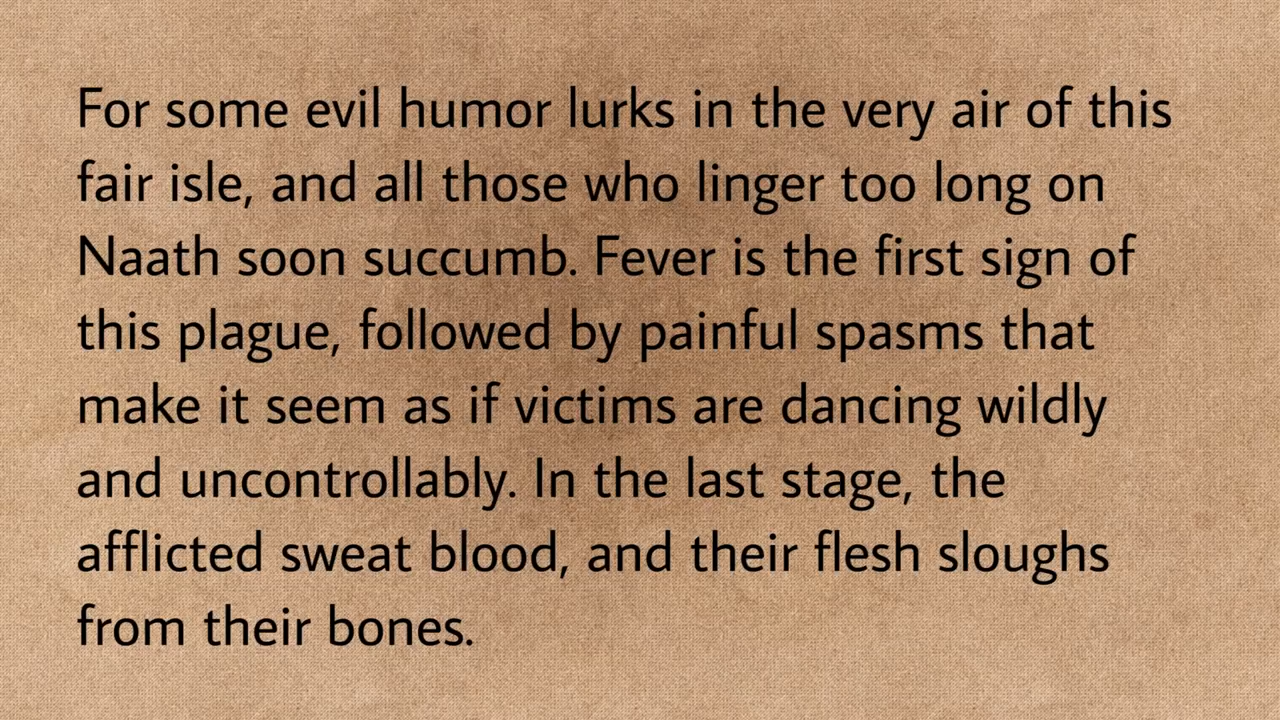 For some evil humor lurks in the very air of this
fair isle, and all those who linger too long on
Naath soon succumb. Fever is the first sign of
this plague, followed by painful spasms that
make it seem as if victims are dancing wildly
and uncontrollably. In the last stage, the
afflicted sweat blood, and their flesh sloughs
from their bones.